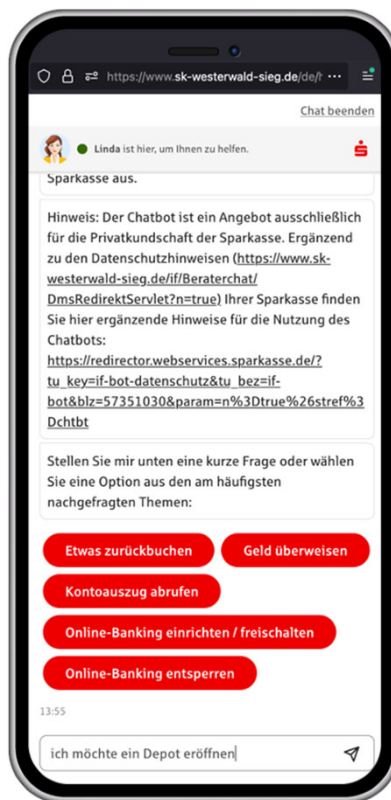 https://www.sk-westerwald-sieg.de/de/
Chat beenden
Linda ist hier, um Ihnen zu helfen.
Sparkasse aus.
Hinweis: Der Chatbot ist ein Angebot ausschließlich
für die Privatkundschaft der Sparkasse. Ergänzend
zu den Datenschutzhinweisen (https://www.sk-
westerwald-sieg.de/if/Beraterchat/
DmsRedirektServlet?n=true) Ihrer Sparkasse finden
Sie hier ergänzende Hinweise für die Nutzung des
Chatbots:
https://redirector.webservices.sparkasse.de/?
tu_key=if-bot-datenschutz&tu_bez=if-
bot&blz=57351030&param=n%3Dtrue%26stref%3
Dchtbt
Stellen Sie mir unten eine kurze Frage oder wählen
Sie eine Option aus den am häufigsten
nachgefragten Themen:
Etwas zurückbuchen Geld überweisen
Kontoauszug abrufen
Online-Banking einrichten / freischalten
Online-Banking entsperren
13:55
ich möchte ein Depot eröffnen